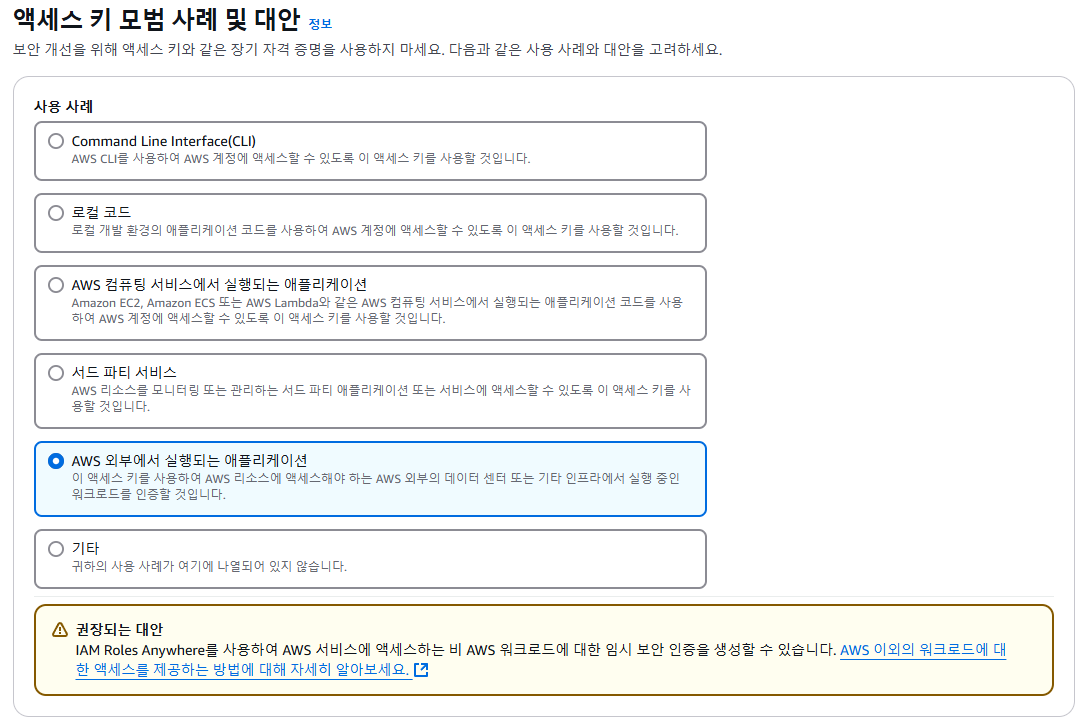 액세스 키 모범 사례 및 대안 정보
보안 개선을 위해 액세스 키와 같은 장기 자격 증명을 사용하지 마세요. 다음과 같은 사용 사례와 대안을 고려하세요.
사용 사례
Command Line Interface(CLI)
AWS CLI를 사용하여 AWS 계정에 액세스할 수 있도록 이 액세스 키를 사용할 것입니다.
로컬 코드
로컬 개발 환경의 애플리케이션 코드를 사용하여 AWS 계정에 액세스할 수 있도록 이 액세스 키를 사용할 것입니다.
AWS 컴퓨팅 서비스에서 실행되는 애플리케이션
Amazon EC2, Amazon ECS 또는 AWS Lambda와 같은 AWS 컴퓨팅 서비스에서 실행되는 애플리케이션 코드를 사용
하여 AWS 계정에 액세스할 수 있도록 이 액세스 키를 사용할 것입니다.
서드 파티 서비스
AWS 리소스를 모니터링 또는 관리하는 서드 파티 애플리케이션 또는 서비스에 액세스할 수 있도록 이 액세스 키를 사
용할 것입니다.
AWS 외부에서 실행되는 애플리케이션
이 액세스 키를 사용하여 AWS 리소스에 액세스해야 하는 AWS 외부의 데이터 센터 또는 기타 인프라에서 실행 중인
워크로드를 인증할 것입니다.
기타
귀하의 사용 사례가 여기에 나열되어 있지 않습니다.
권장되는 대안
IAM Roles Anywhere를 사용하여 AWS 서비스에 액세스하는 비 AWS 워크로드에 대한 임시 보안 인증을 생성할 수 있습니다. AWS 이외의 워크로드에 대
한 액세스를 제공하는 방법에 대해 자세히 알아보세요.